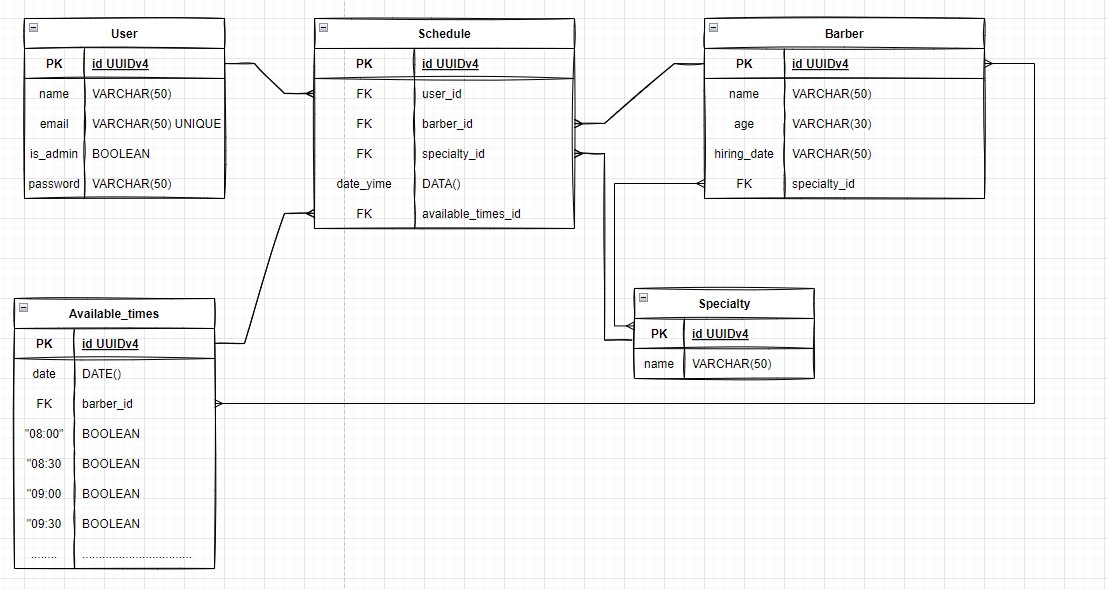 User
PK id UUIDv4
name VARCHAR(50)
email VARCHAR(50) UNIQUE
is_admin BOOLEAN
password VARCHAR(50)
Schedule
PK id UUIDv4
FK user_id
FK barber_id
FK specialty_id
date_yime DATA()
FK available_times_id
Barber
PK id UUIDv4
name VARCHAR(50)
age VARCHAR(30)
hiring_date VARCHAR(50)
FK specialty_id
Specialty
PK id UUIDv4
name VARCHAR(50)
Available_times
PK id UUIDv4
date DATE()
FK barber_id
"08:00" BOOLEAN
"08:30 BOOLEAN
"09:00 BOOLEAN
"09:30 BOOLEAN
........ .................................